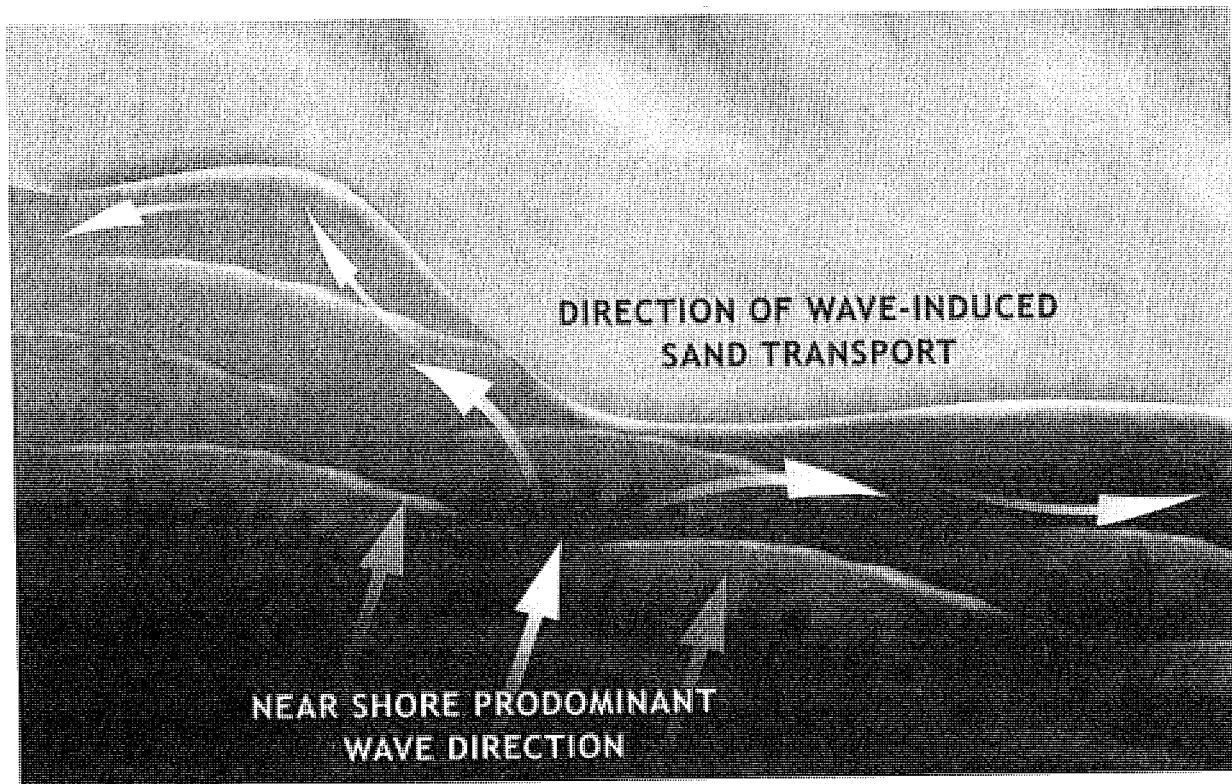 DIRECTION OF WAVE-INDUCED
SAND TRANSPORT
NEAR SHORE PRODOMINANT
WAVE DIRECTION